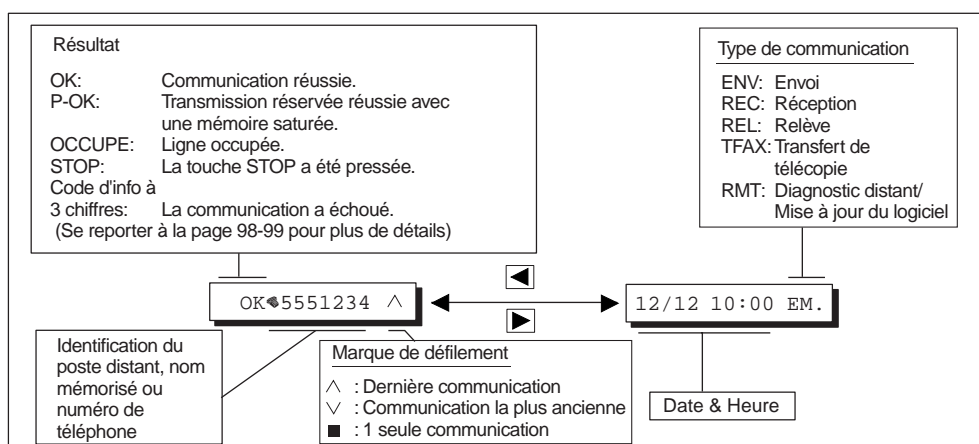 Résultat
OK: Communication réussie.
P-OK: Transmission réservée réussie avec
une mémoire saturée.
OCCUPE: Ligne occupée.
STOP: La touche STOP a été pressée.
Code d'info à
3 chiffres: La communication a échoué.
(Se reporter à la page 98-99 pour plus de détails)
Type de communication
ENV: Envoi
REC: Réception
REL: Relève
TFAX: Transfert de
télécopie
RMT: Diagnostic distant/
Mise à jour du logiciel
OK 5551234 ^
12/12 10:00 EM.
Identification du
poste distant, nom
mémorisé ou
numéro de
téléphone
Marque de défilement
^ : Dernière communication
∨ : Communication la plus ancienne
■ : 1 seule communication
Date & Heure